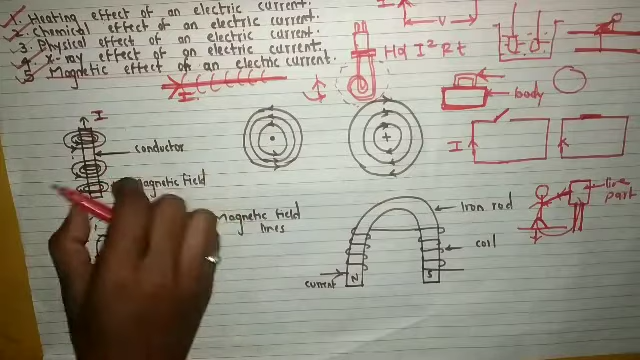 1. Heating effect of an electric current.
2. Chemical effect of an electric current.
3. Physical effect of an electric current.
4. X-ray effect of an electric current.
5. Magnetic effect of an electric current.
I
V
H α I² R t
I
body
I
conductor
magnetic field
I
magnetic field
lines
Iron rod
coil
current
N
S
live
part